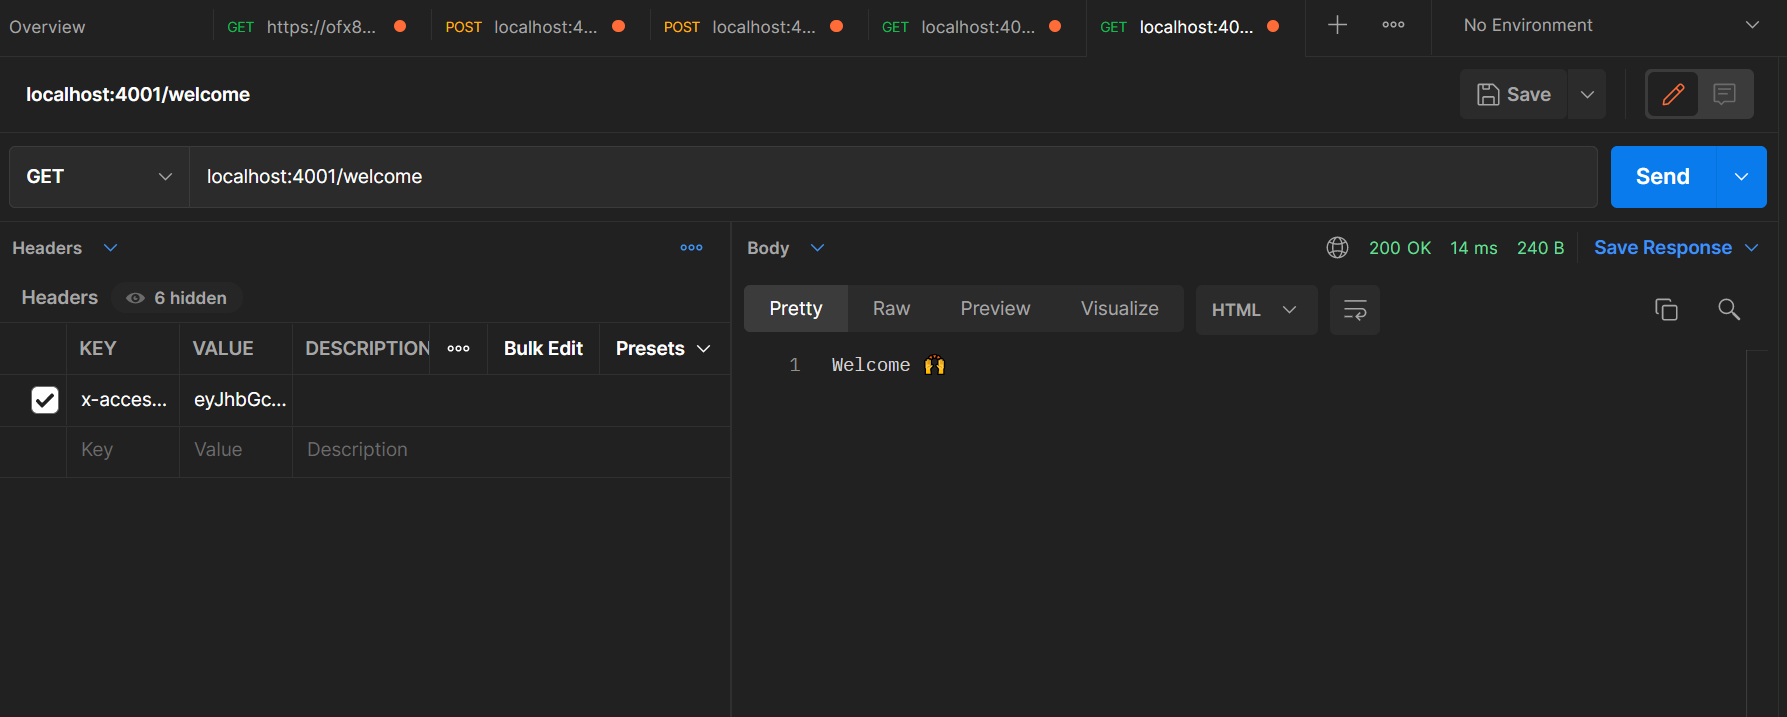 Overview GET https://ofx8... POST localhost:4... POST localhost:4... GET localhost:40... GET localhost:40... No Environment
localhost:4001/welcome Save
GET localhost:4001/welcome Send
Headers
Headers 6 hidden
KEY VALUE DESCRIPTION Bulk Edit Presets
x-acces... eyJhbGc...
Key Value Description
Body 200 OK 14 ms 240 B Save Response
Pretty Raw Preview Visualize HTML
1 Welcome 🙌